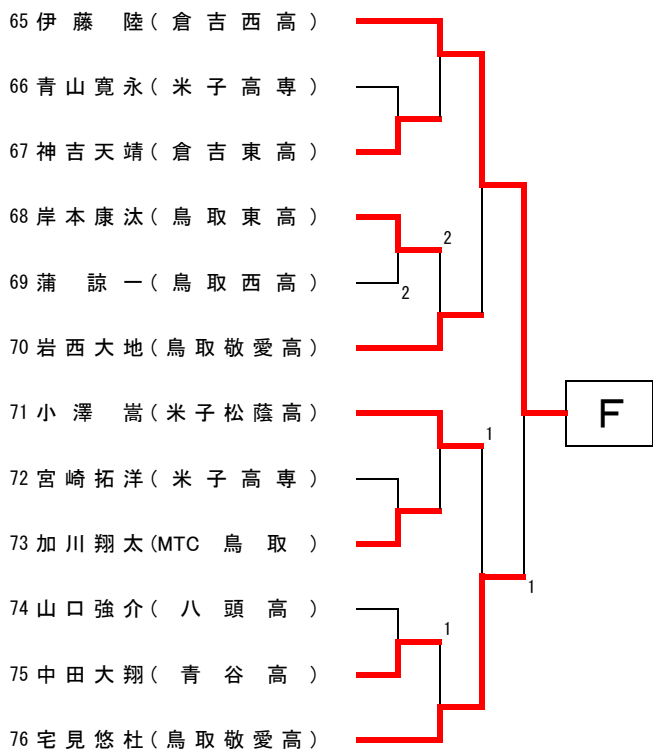 65 伊藤 陸(倉吉西高)
66 青山寛永(米子高専)
67 神吉天靖(倉吉東高)
68 岸本康汰(鳥取東高)
2
69 蒲 諒一(鳥取西高)
2
70 岩西大地(鳥取敬愛高)
71 小澤 嵩(米子松蔭高)
1
F
72 宮崎拓洋(米子高専)
73 加川翔太(MTC 鳥取)
74 山口強介(八頭高)
1
1
75 中田大翔(青谷高)
76 宅見悠杜(鳥取敬愛高)